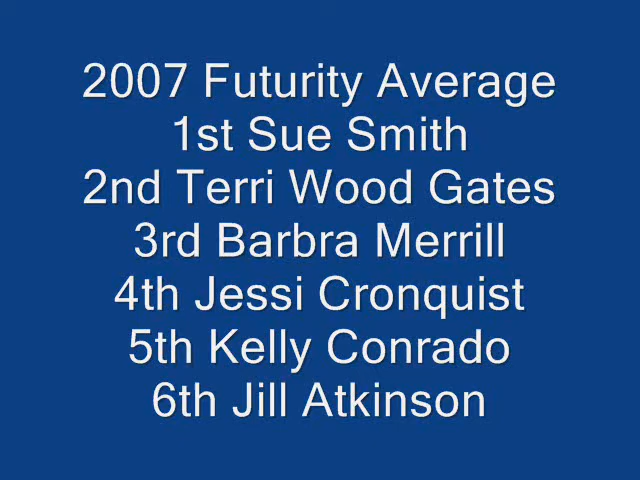 2007 Futurity Average
1st Sue Smith
2nd Terri Wood Gates
3rd Barbra Merrill
4th Jessi Cronquist
5th Kelly Conrado
6th Jill Atkinson